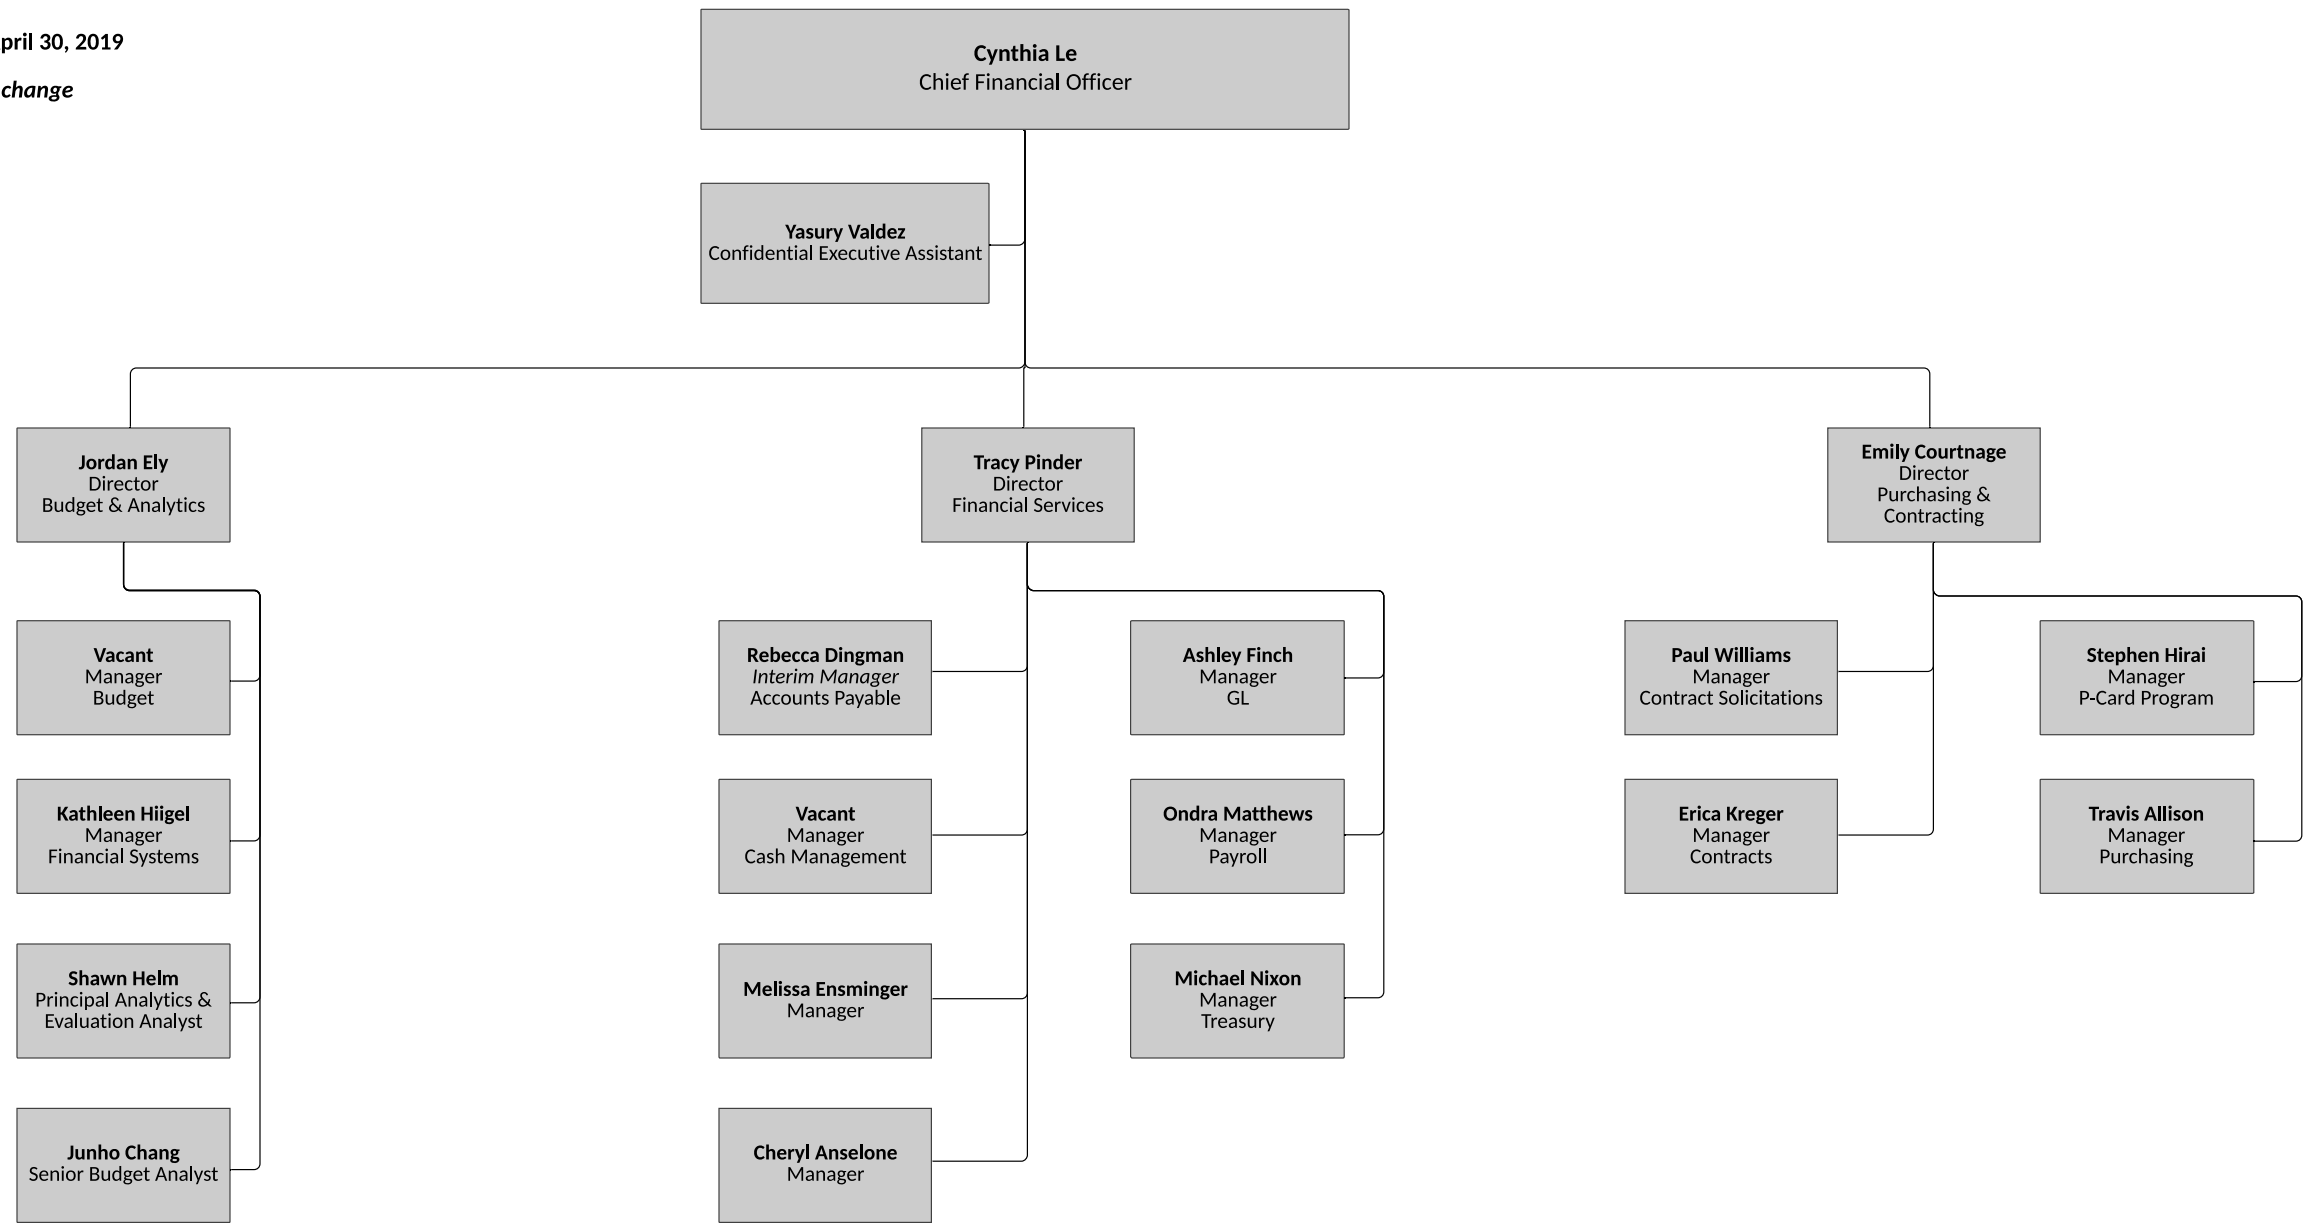 pril 30, 2019
change
Cynthia Le
Chief Financial Officer
Yasury Valdez
Confidential Executive Assistant
Jordan Ely
Director
Budget & Analytics
Tracy Pinder
Director
Financial Services
Emily Courtnage
Director
Purchasing &
Contracting
Vacant
Manager
Budget
Rebecca Dingman
Interim Manager
Accounts Payable
Ashley Finch
Manager
GL
Paul Williams
Manager
Contract Solicitations
Stephen Hirai
Manager
P-Card Program
Kathleen Hiigel
Manager
Financial Systems
Vacant
Manager
Cash Management
Ondra Matthews
Manager
Payroll
Erica Kreger
Manager
Contracts
Travis Allison
Manager
Purchasing
Shawn Helm
Principal Analytics &
Evaluation Analyst
Melissa Ensminger
Manager
Michael Nixon
Manager
Treasury
Junho Chang
Senior Budget Analyst
Cheryl Anselone
Manager